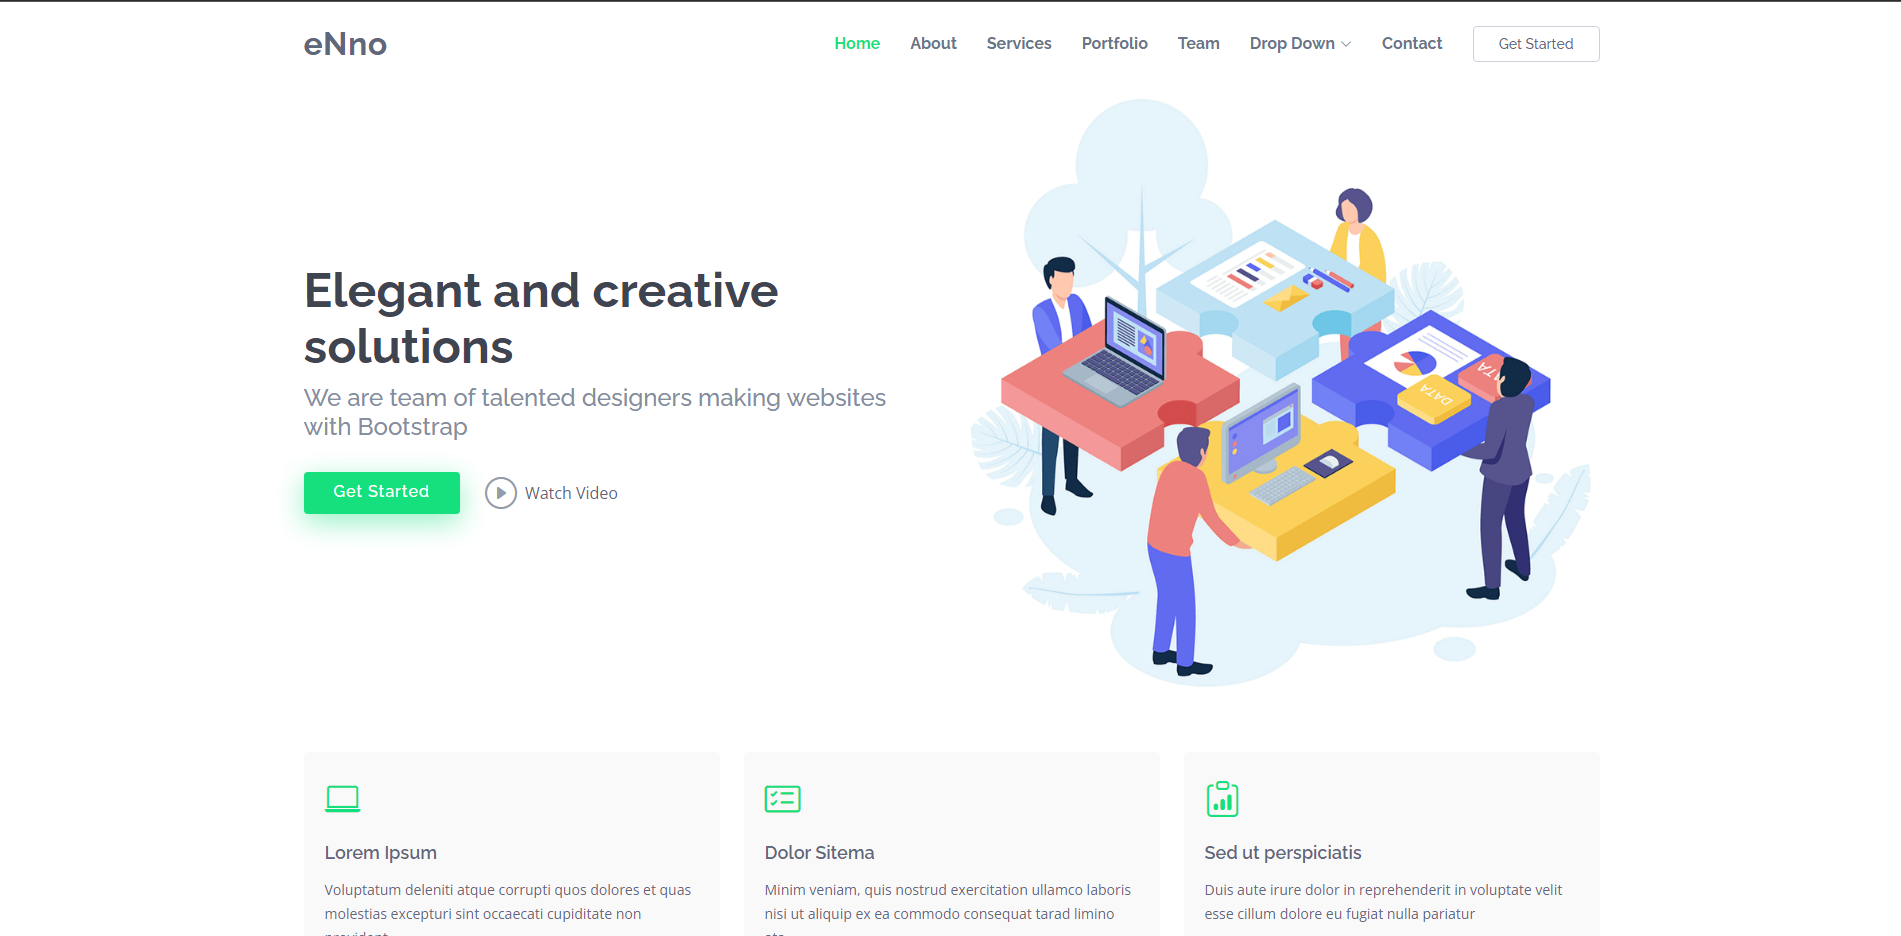 eNno
Home About Services Portfolio Team Drop Down Contact Get Started
Elegant and creative
solutions
We are team of talented designers making websites
with Bootstrap
Get Started Watch Video
DATA
DATA
Lorem Ipsum
Voluptatum deleniti atque corrupti quos dolores et quas
molestias excepturi sint occaecati cupiditate non
provident
Dolor Sitema
Minim veniam, quis nostrud exercitation ullamco laboris
nisi ut aliquip ex ea commodo consequat tarad limino
ata
Sed ut perspiciatis
Duis aute irure dolor in reprehenderit in voluptate velit
esse cillum dolore eu fugiat nulla pariatur